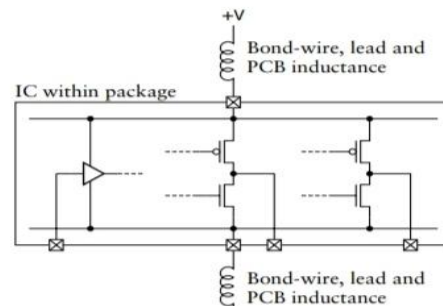 +V
Bond-wire, lead and
PCB inductance
IC within package
Bond-wire, lead and
PCB inductance